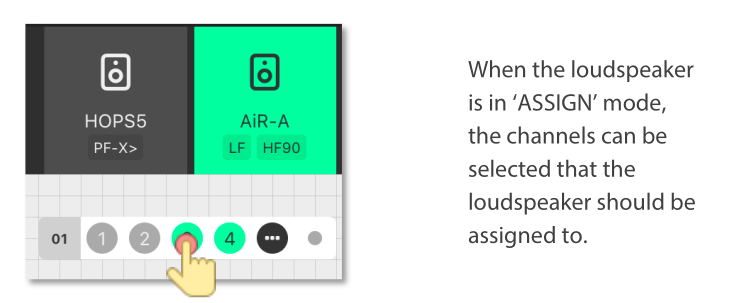 HOPS5
PF-X>
AiR-A
LF HF90
01 1 2 4
When the loudspeaker
is in ‘ASSIGN’ mode,
the channels can be
selected that the
loudspeaker should be
assigned to.